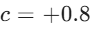 c = +0.8